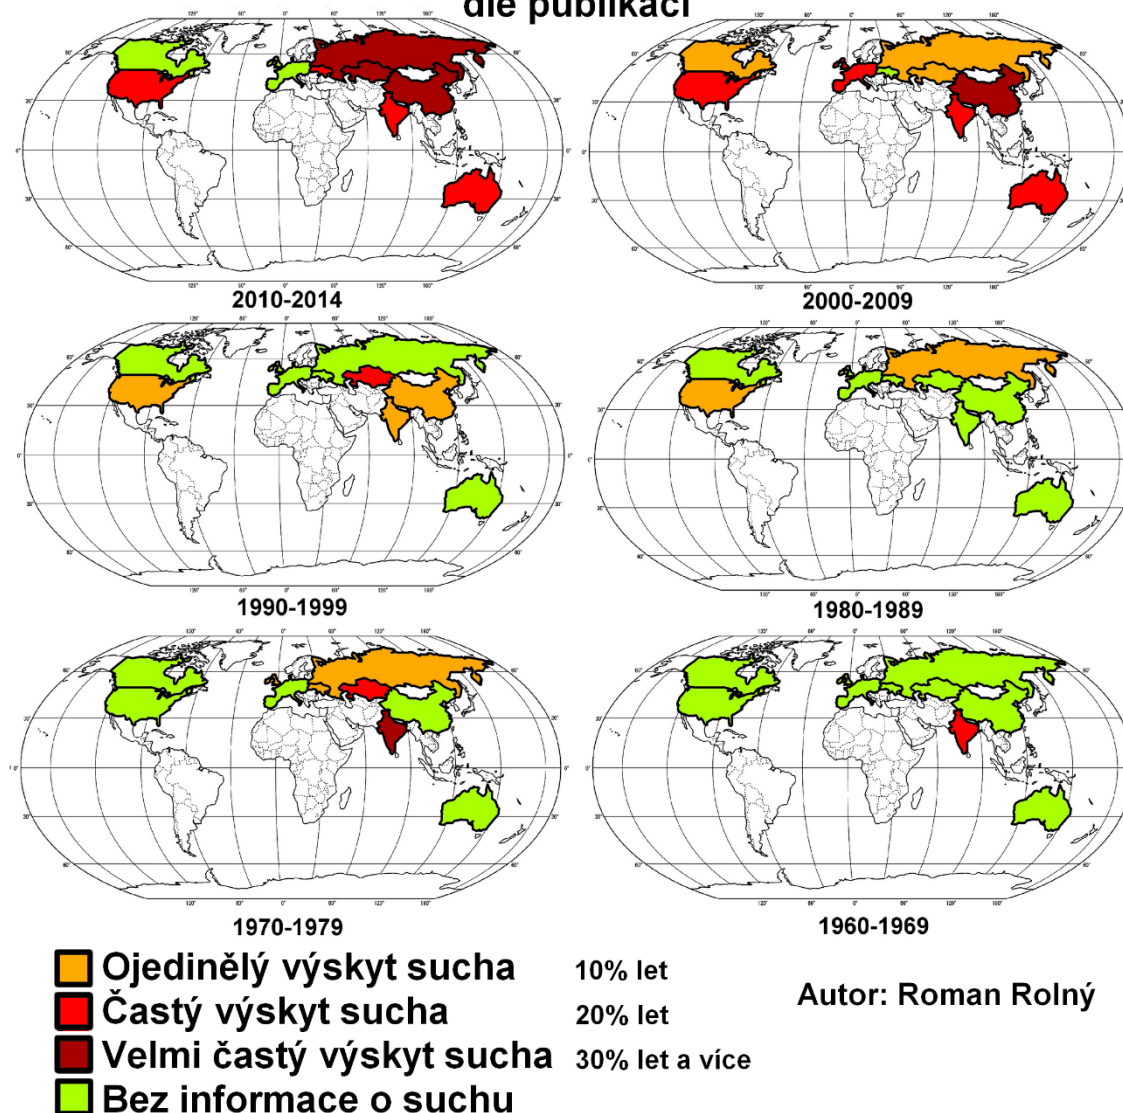 dle publikací
2010-2014
2000-2009
1990-1999
1980-1989
1970-1979
1960-1969
Ojedinělý výskyt sucha 10% let
Častý výskyt sucha 20% let
Velmi častý výskyt sucha 30% let a více
Bez informace o suchu
Autor: Roman Rolný